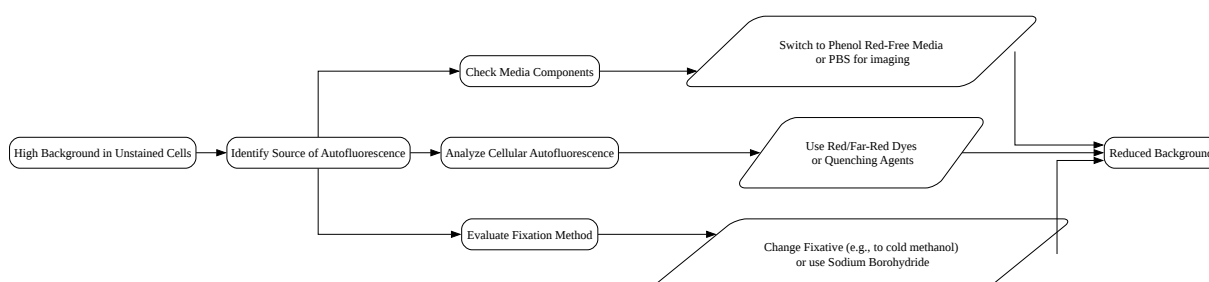 High Background in Unstained Cells
Identify Source of Autofluorescence
Check Media Components
Switch to Phenol Red-Free Media
or PBS for imaging
Analyze Cellular Autofluorescence
Use Red/Far-Red Dyes
or Quenching Agents
Evaluate Fixation Method
Change Fixative (e.g., to cold methanol)
or use Sodium Borohydride
Reduced Background